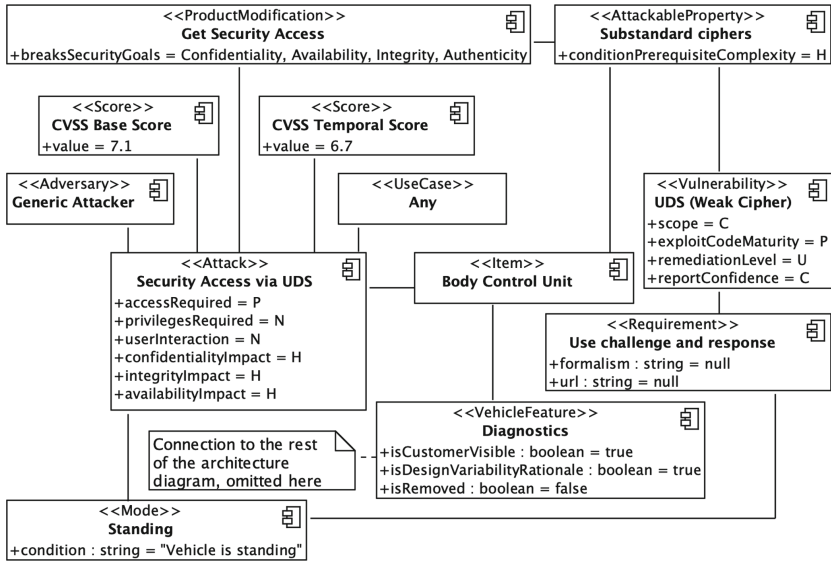 <<ProductModification>>
Get Security Access
+breaksSecurityGoals = Confidentiality, Availability, Integrity, Authenticity
<<AttackableProperty>>
Substandard ciphers
+conditionPrerequisiteComplexity = H
<<Score>>
CVSS Base Score
+value = 7.1
<<Score>>
CVSS Temporal Score
+value = 6.7
<<Adversary>>
Generic Attacker
<<UseCase>>
Any
<<Vulnerability>>
UDS (Weak Cipher)
+scope = C
+exploitCodeMaturity = P
+remediationLevel = U
+reportConfidence = C
<<Attack>>
Security Access via UDS
+accessRequired = P
+privilegesRequired = N
+userInteraction = N
+confidentialityImpact = H
+integrityImpact = H
+availabilityImpact = H
<<Item>>
Body Control Unit
<<Requirement>>
Use challenge and response
+formalism : string = null
+url : string = null
<<VehicleFeature>>
Diagnostics
+isCustomerVisible : boolean = true
+isDesignVariabilityRationale : boolean = true
+isRemoved : boolean = false
Connection to the rest
of the architecture
diagram, omitted here
<<Mode>>
Standing
+condition : string = "Vehicle is standing"